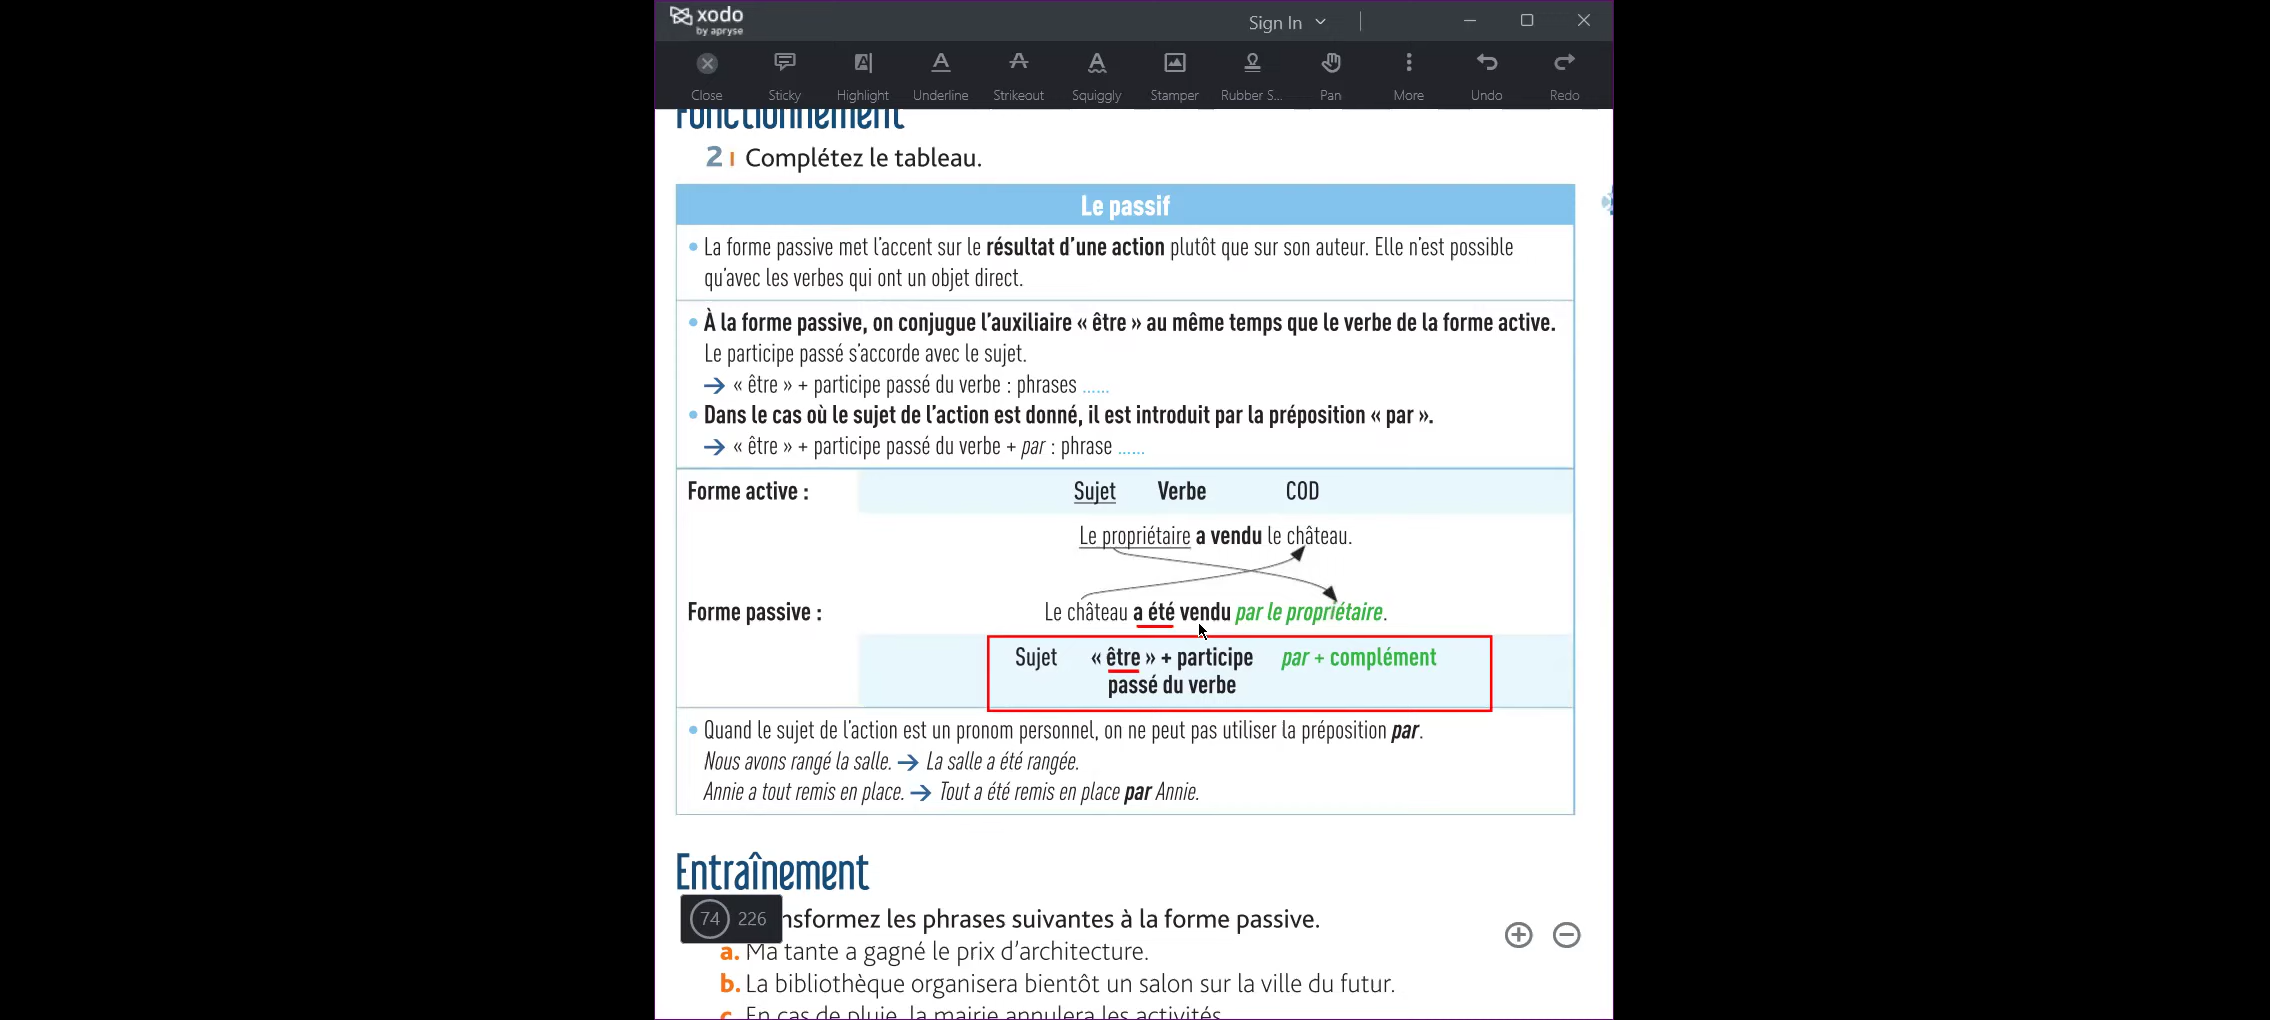 xodo
by apryse
Sign In
Close
Sticky
Highlight
Underline
Strikeout
Squiggly
Stamper
Rubber S...
Pan
More
Undo
Redo
Fonctionnement
2 | Complétez le tableau.
Le passif
• La forme passive met l'accent sur le résultat d'une action plutôt que sur son auteur. Elle n'est possible
qu'avec les verbes qui ont un objet direct.
• À la forme passive, on conjugue l'auxiliaire « être » au même temps que le verbe de la forme active.
Le participe passé s'accorde avec le sujet.
→ « être » + participe passé du verbe : phrases ......
• Dans le cas où le sujet de l'action est donné, il est introduit par la préposition « par ».
→ « être » + participe passé du verbe + par : phrase ......
Forme active : Sujet Verbe COD
Le propriétaire a vendu le château.
Forme passive : Le château a été vendu par le propriétaire.
Sujet « être » + participe par + complément
passé du verbe
• Quand le sujet de l'action est un pronom personnel, on ne peut pas utiliser la préposition par.
Nous avons rangé la salle. → La salle a été rangée.
Annie a tout remis en place. → Tout a été remis en place par Annie.
Entraînement
74 226
nsformez les phrases suivantes à la forme passive.
a. Ma tante a gagné le prix d'architecture.
b. La bibliothèque organisera bientôt un salon sur la ville du futur.
c. En cas de pluie, la mairie annulera les activités